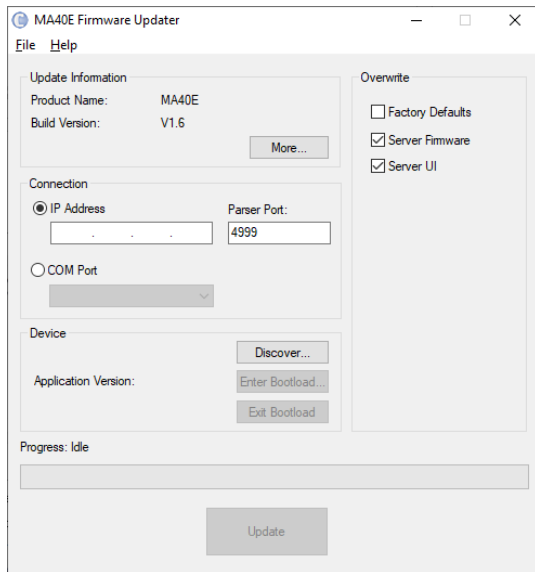 MA40E Firmware Updater
File Help
Update Information
Product Name: MA40E
Build Version: V1.6
More...
Connection
IP Address
Parser Port:
. . .
4999
COM Port
Device
Discover...
Application Version:
Enter Bootload...
Exit Bootload
Overwrite
Factory Defaults
Server Firmware
Server UI
Progress: Idle
Update